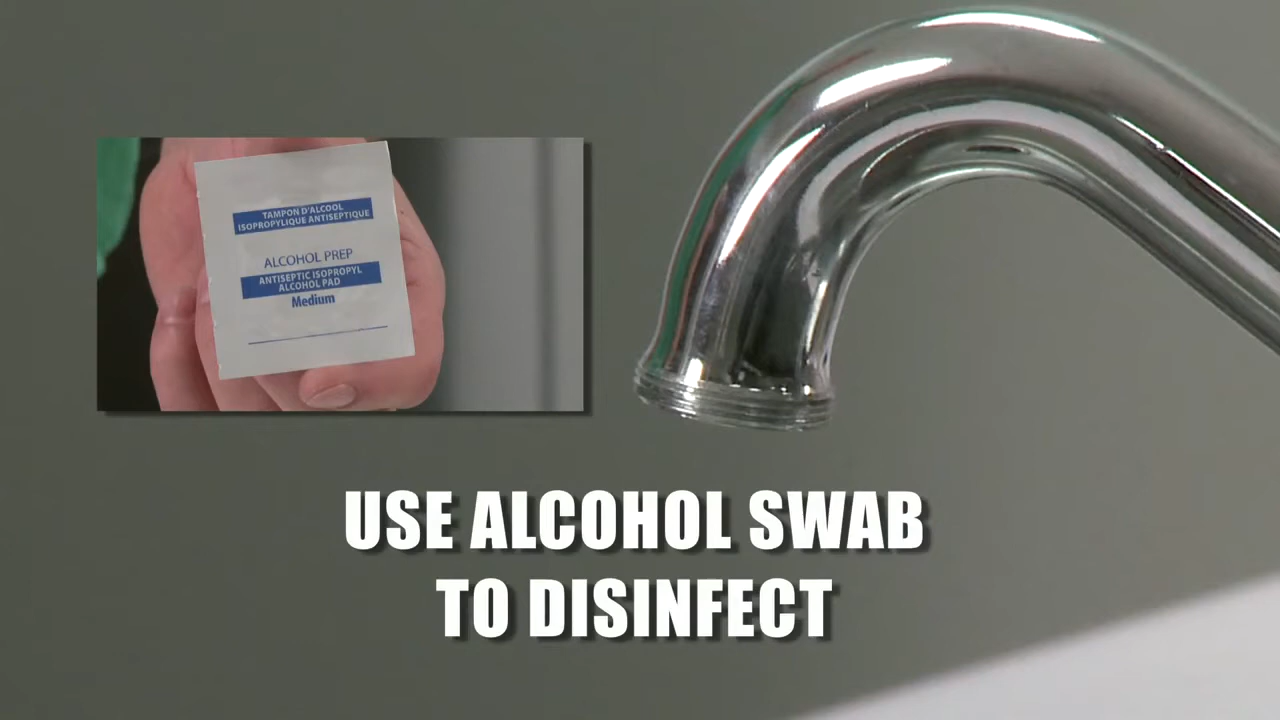 TAMPON D'ALCOOL
ISOPROPYLIQUE ANTISEPTIQUE
ALCOHOL PREP
ANTISEPTIC ISOPROPYL
ALCOHOL PAD
Medium
USE ALCOHOL SWAB
TO DISINFECT